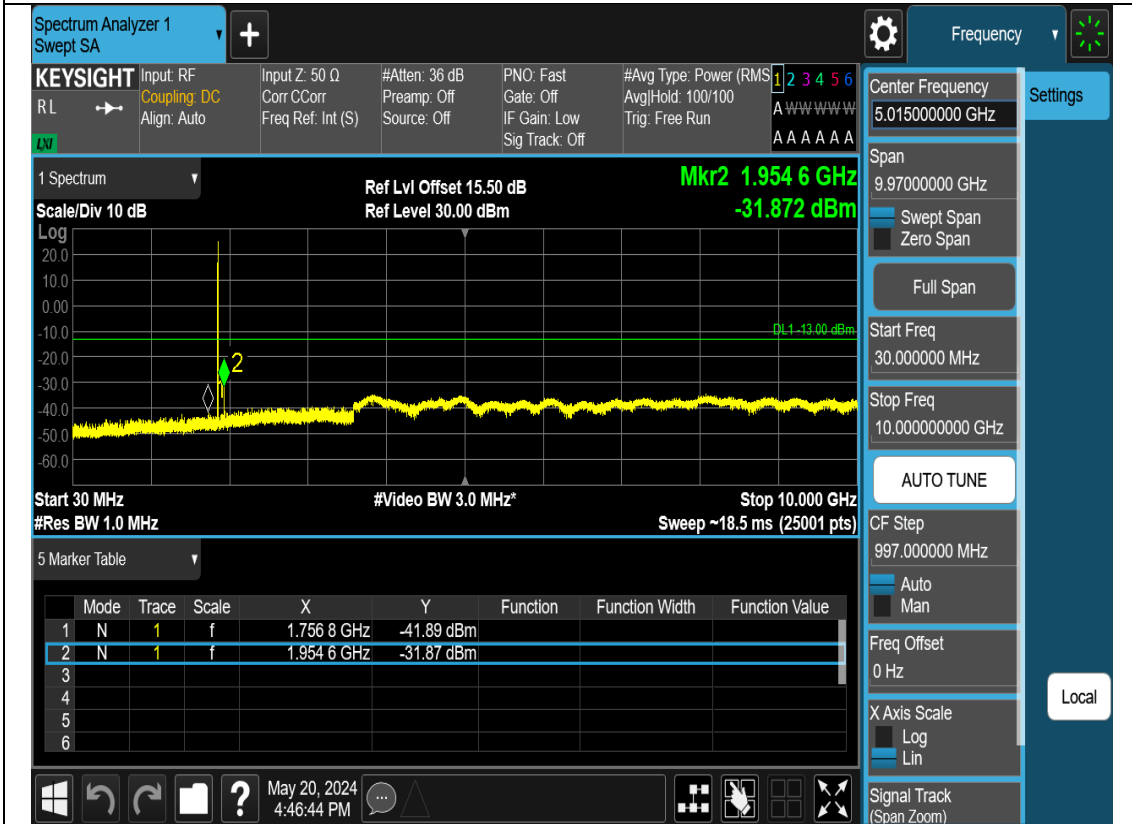 Spectrum Analyzer 1
Swept SA
+
Frequency
KEYSIGHT
R L
LXI
Input: RF
Coupling: DC
Align: Auto
Input Z: 50 Ω
Corr CCorr
Freq Ref: Int (S)
#Atten: 36 dB
Preamp: Off
Source: Off
PNO: Fast
Gate: Off
IF Gain: Low
Sig Track: Off
#Avg Type: Power (RMS
Avg|Hold: 100/100
Trig: Free Run
1 2 3 4 5 6
A W W W W W
A A A A A A
1 Spectrum
Scale/Div 10 dB
Ref Lvl Offset 15.50 dB
Ref Level 30.00 dBm
Mkr2 1.954 6 GHz
-31.872 dBm
Log
20.0
10.0
0.00
-10.0
-20.0
-30.0
-40.0
-50.0
-60.0
DL1 -13.00 dBm
2
Start 30 MHz
#Res BW 1.0 MHz
#Video BW 3.0 MHz*
Stop 10.000 GHz
Sweep ~18.5 ms (25001 pts)
5 Marker Table
Mode Trace Scale X Y Function Function Width Function Value
1 N 1 f 1.756 8 GHz -41.89 dBm
2 N 1 f 1.954 6 GHz -31.87 dBm
3
4
5
6
?
May 20, 2024
4:46:44 PM
Center Frequency
5.015000000 GHz
Span
9.97000000 GHz
Swept Span
Zero Span
Full Span
Start Freq
30.000000 MHz
Stop Freq
10.000000000 GHz
AUTO TUNE
CF Step
997.000000 MHz
Auto
Man
Freq Offset
0 Hz
X Axis Scale
Log
Lin
Signal Track
(Span Zoom)
Settings
Local